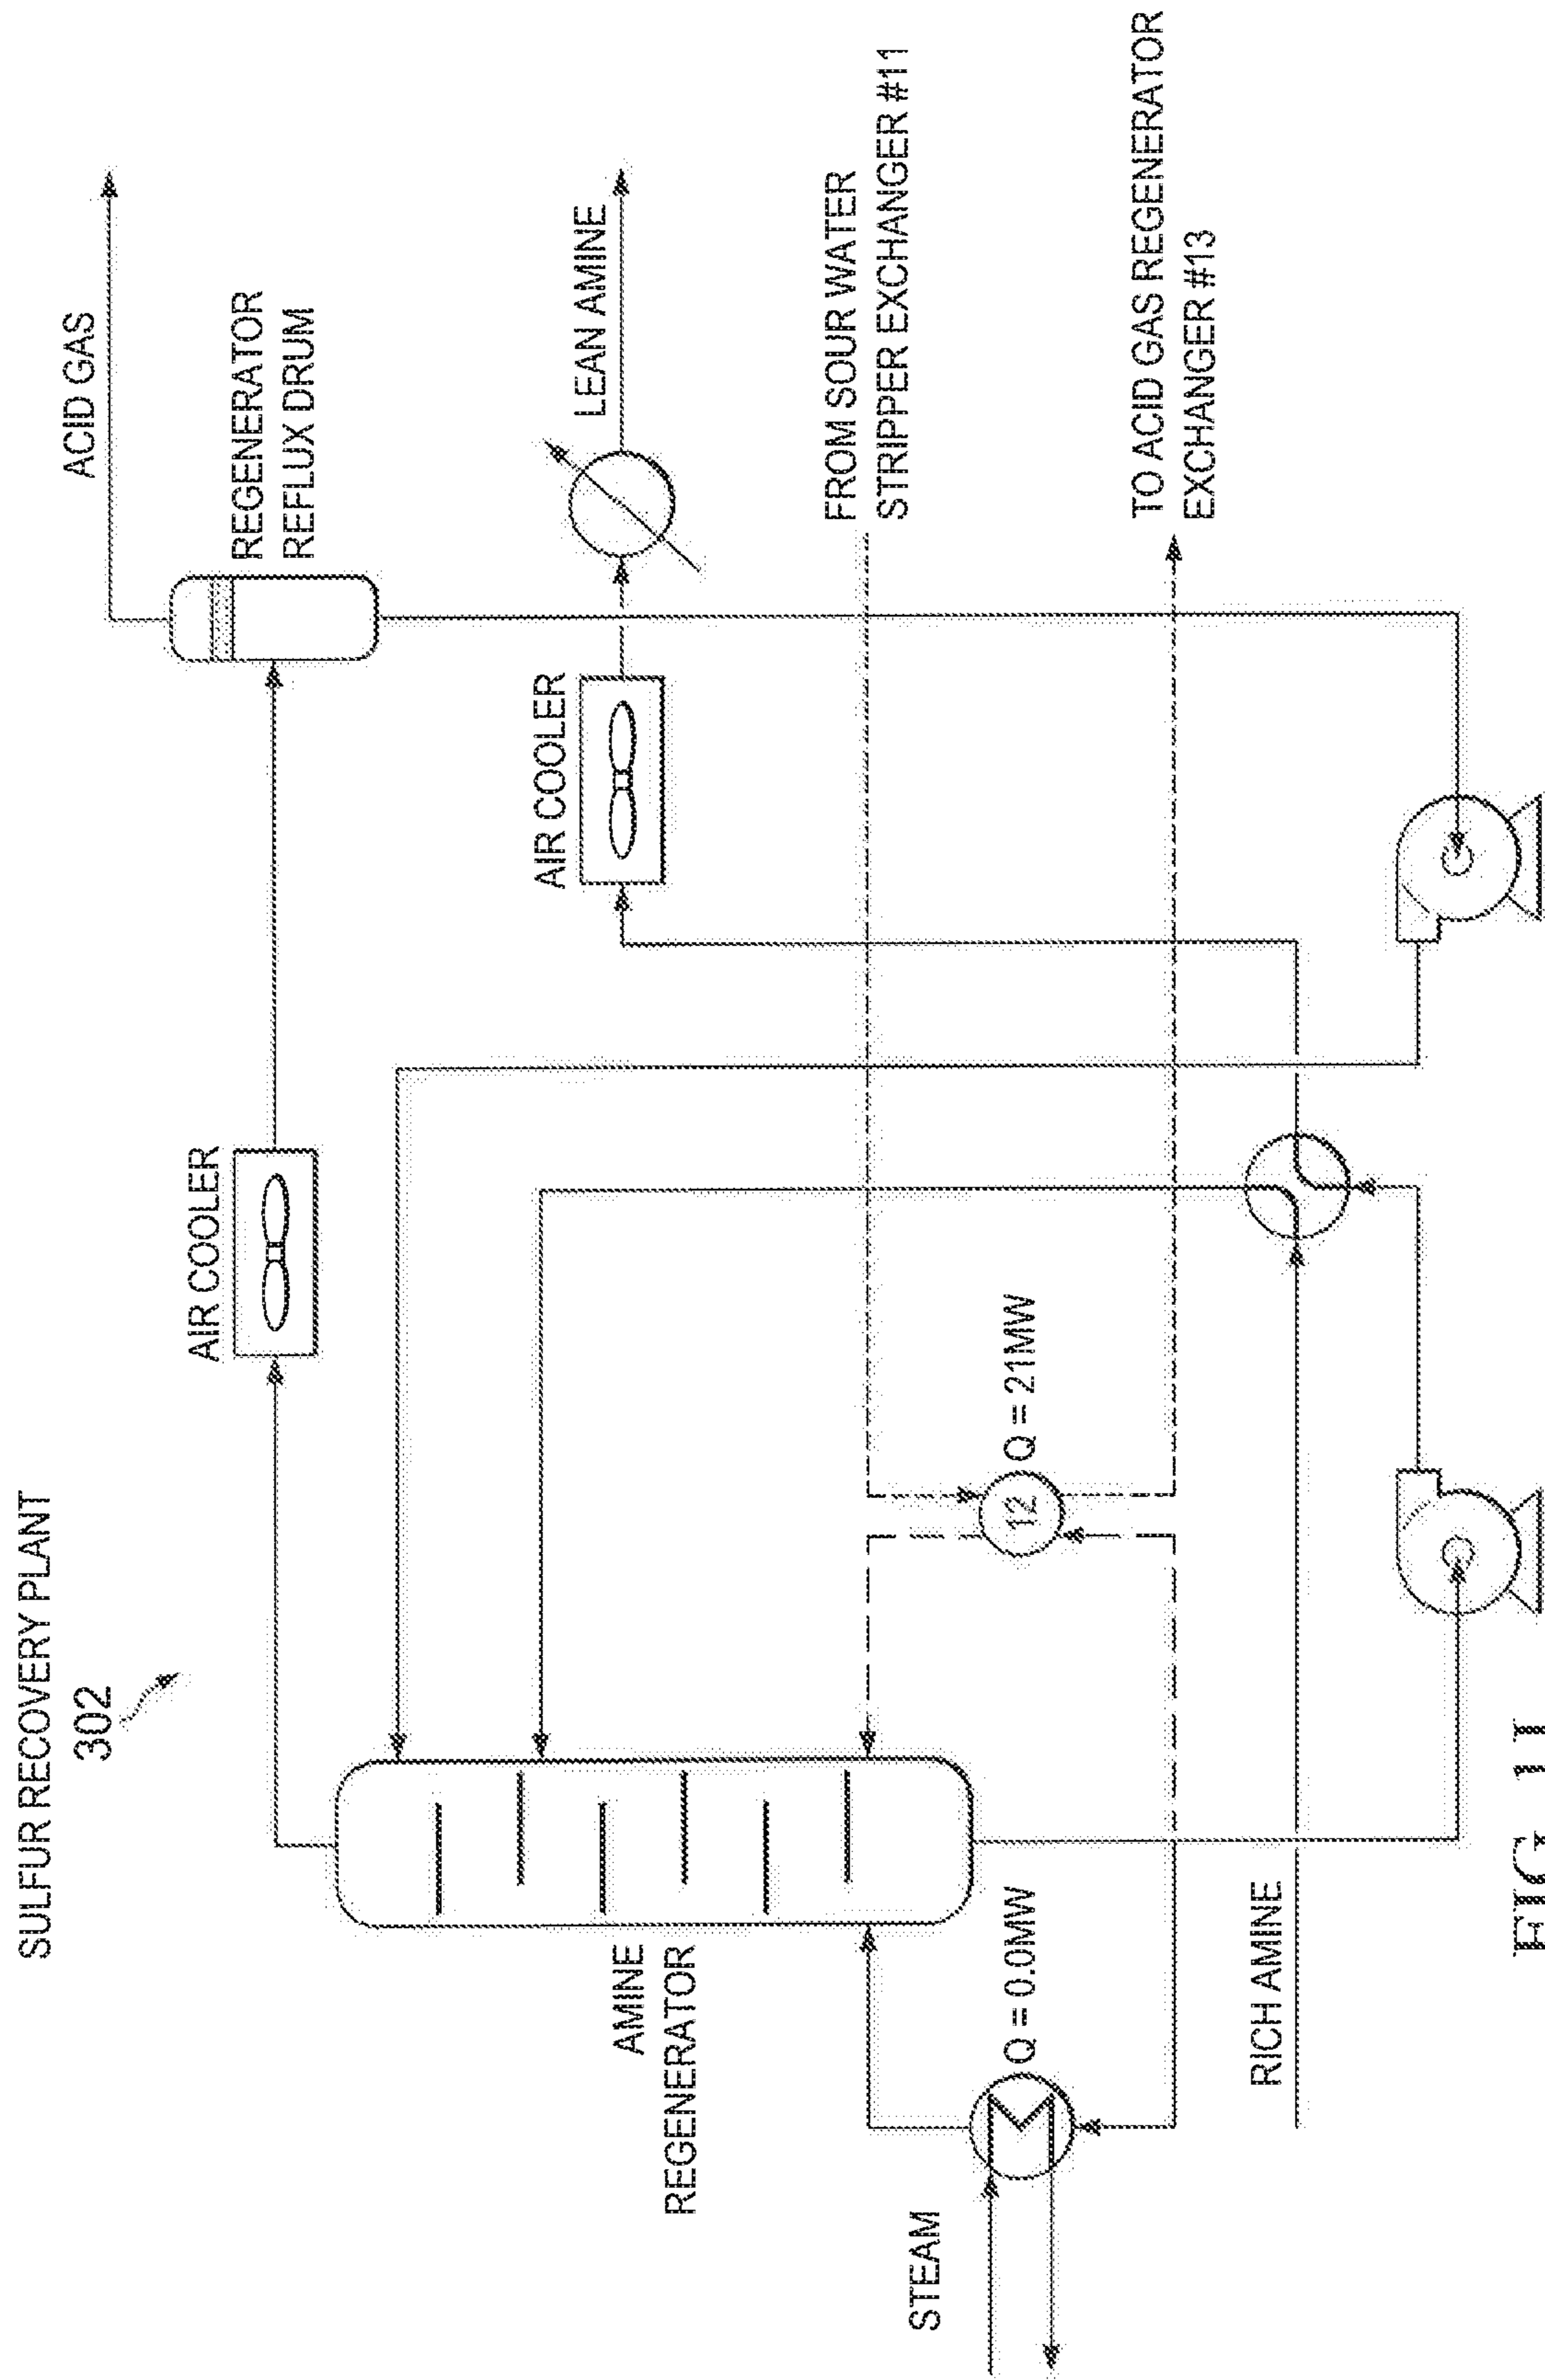 SULFUR RECOVERY PLANT
302
ACID GAS
AIR COOLER
REGENERATOR
REFLUX DRUM
AIR COOLER
LEAN AMINE
AMINE
REGENERATOR
FROM SOUR WATER
STRIPPER EXCHANGER #11
STEAM
Q = 0.0MW
12
Q = 21MW
TO ACID GAS REGENERATOR
EXCHANGER #13
RICH AMINE
FIG.